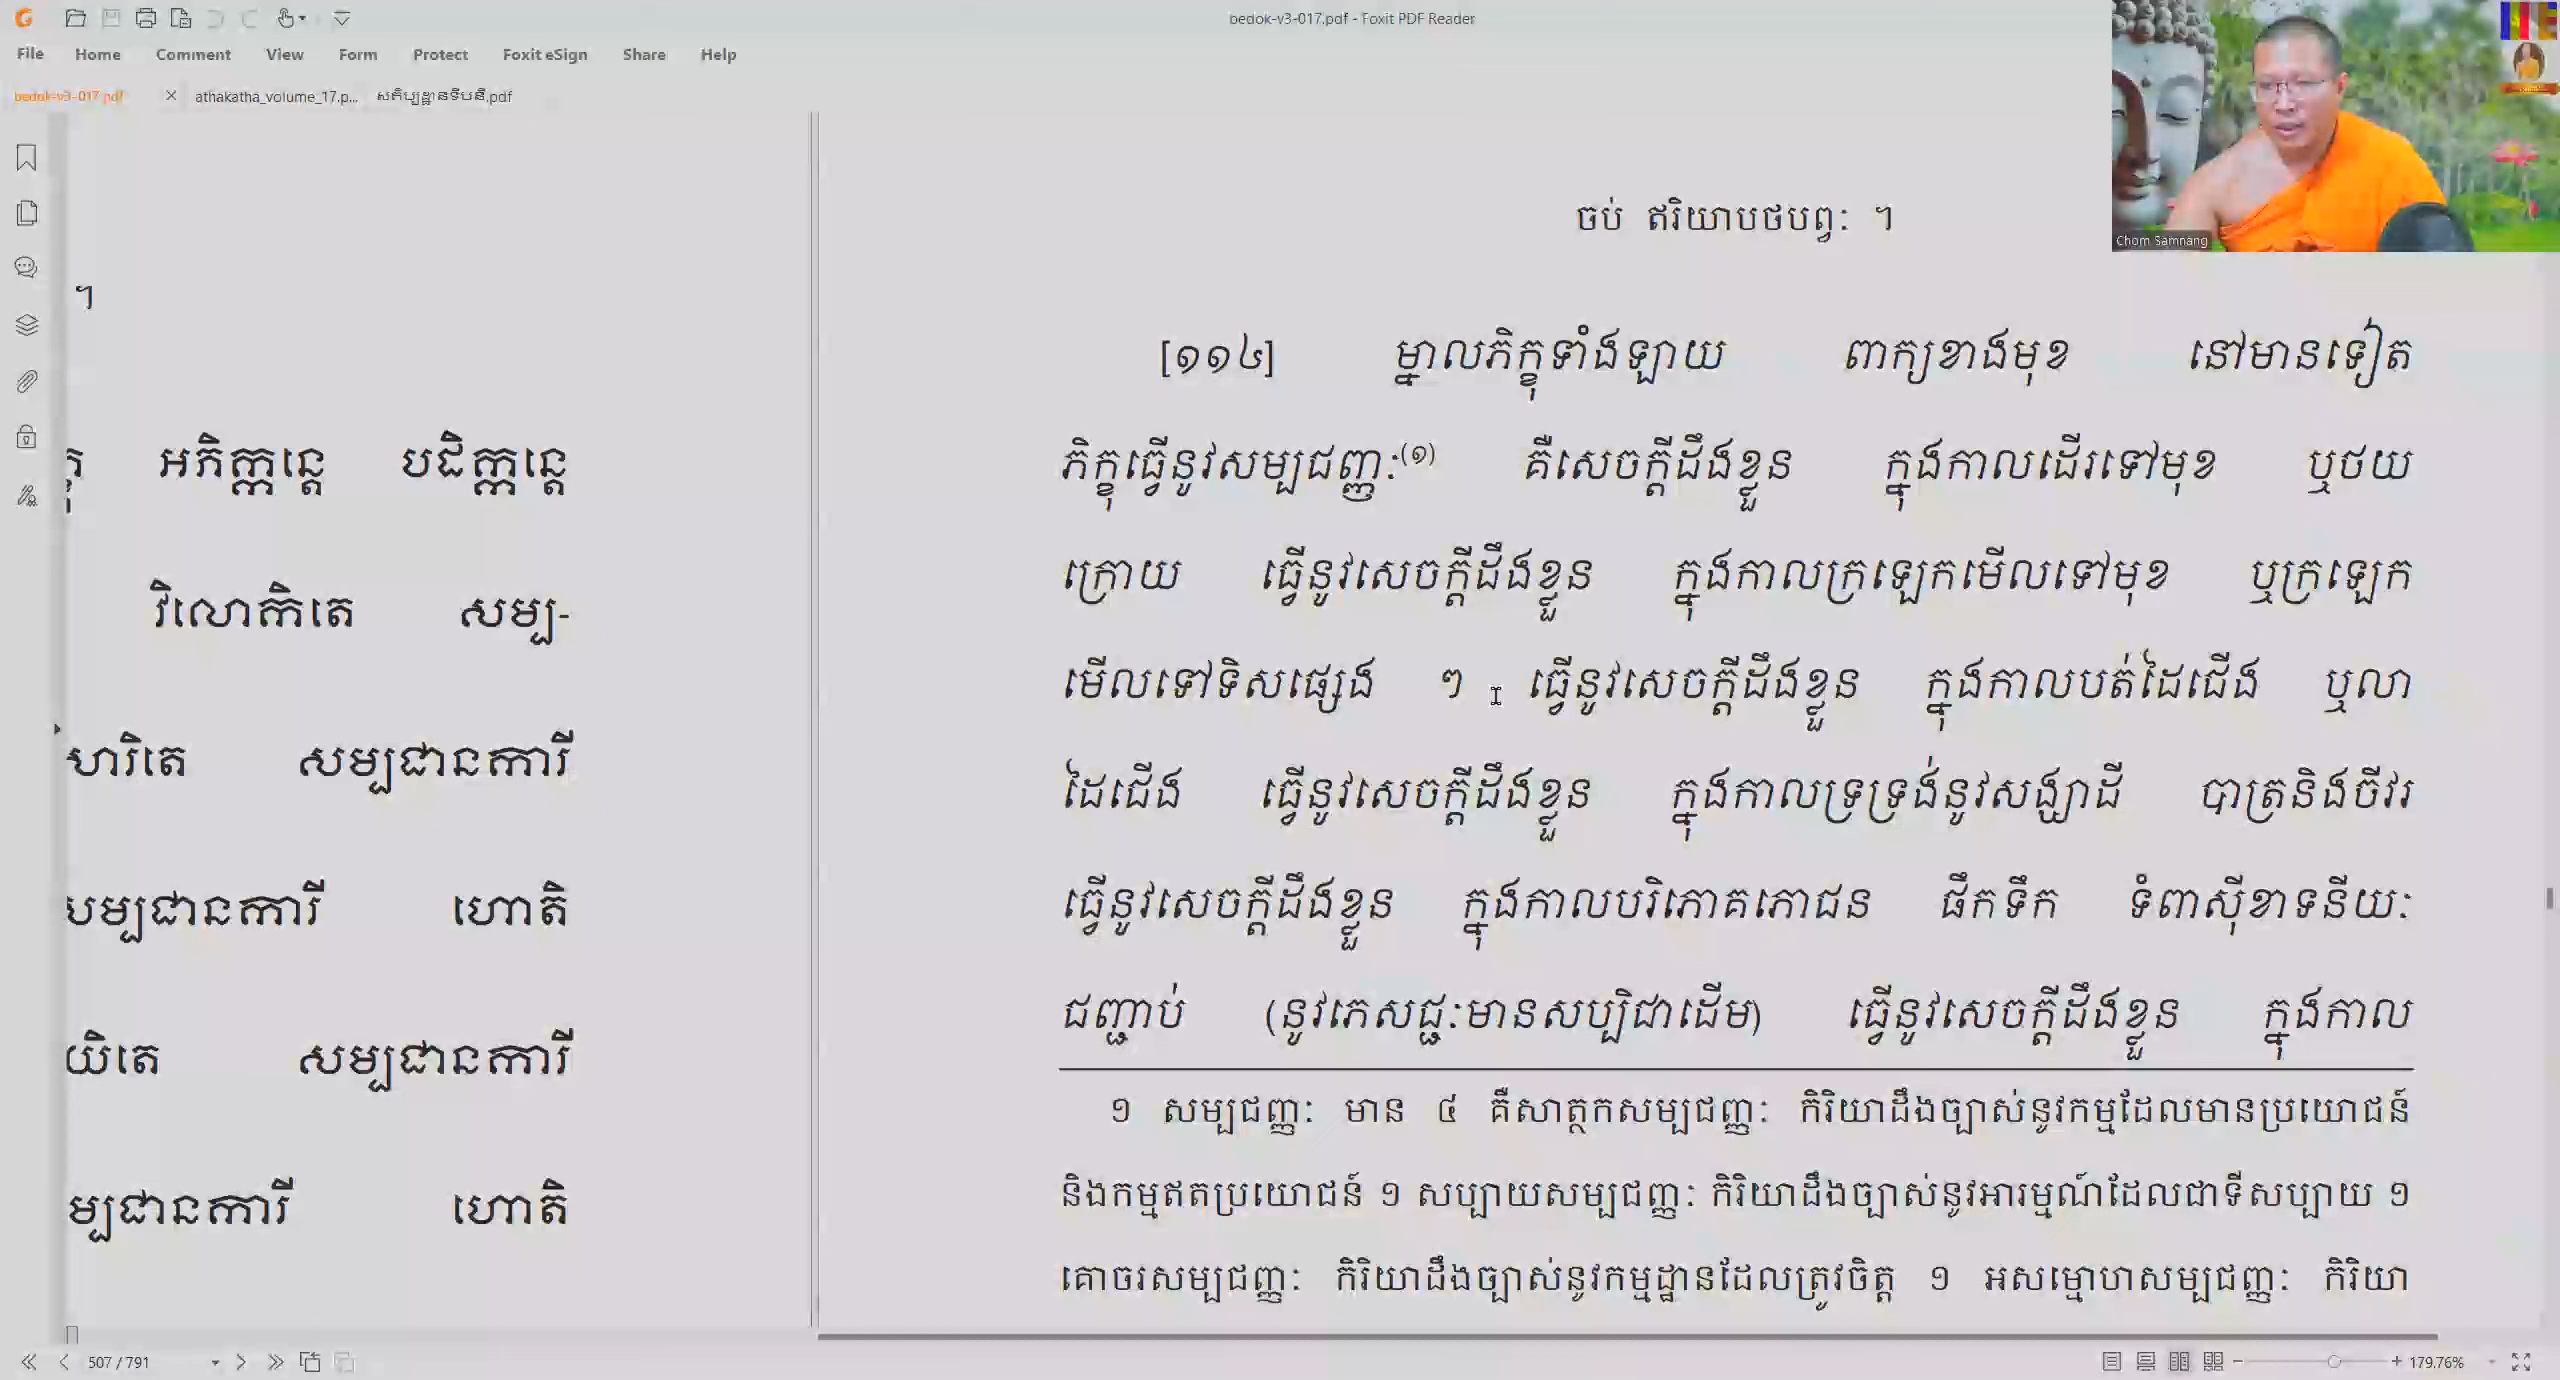 bedok-v3-017.pdf - Foxit PDF Reader
File Home Comment View Form Protect Foxit eSign Share Help
bedok-v3-017.pdf athakatha_volume_17.p... សតិប្បដ្ឋានទីបនី.pdf
Chom Samnang
ៗ
អភិក្កន្តេ បដិក្កន្តេ
វិលោកិតេ សម្ប-
សារិតេ សម្បជានការី
សម្បជានការី ហោតិ
យិតេ សម្បជានការី
ម្បជានការី ហោតិ
ចប់ ឥរិយាបថបព្វៈ ។
[១១៤] ម្នាលភិក្ខុទាំងឡាយ ពាក្យខាងមុខ នៅមានទៀត
ភិក្ខុធ្វើនូវសម្បជញ្ញៈ(១) គឺសេចក្តីដឹងខ្លួន ក្នុងកាលដើរទៅមុខ ឬថយ
ក្រោយ ធ្វើនូវសេចក្តីដឹងខ្លួន ក្នុងកាលក្រឡេកមើលទៅមុខ ឬក្រឡេក
មើលទៅទិសផ្សេង ៗ ធ្វើនូវសេចក្តីដឹងខ្លួន ក្នុងកាលបត់ដៃជើង ឬលា
ដៃជើង ធ្វើនូវសេចក្តីដឹងខ្លួន ក្នុងកាលទ្រទ្រង់នូវសង្ឃាដី បាត្រនិងចីវរ
ធ្វើនូវសេចក្តីដឹងខ្លួន ក្នុងកាលបរិភោគភោជន ផឹកទឹក ទំពាស៊ីខាទនីយៈ
ជញ្ជាប់ (នូវភេសជ្ជៈមានសប្បិជាដើម) ធ្វើនូវសេចក្តីដឹងខ្លួន ក្នុងកាល
១ សម្បជញ្ញៈ មាន ៤ គឺសាត្ថកសម្បជញ្ញៈ កិរិយាដឹងច្បាស់នូវកម្មដែលមានប្រយោជន៍
និងកម្មឥតប្រយោជន៍ ១ សប្បាយសម្បជញ្ញៈ កិរិយាដឹងច្បាស់នូវអារម្មណ៍ដែលជាទីសប្បាយ ១
គោចរសម្បជញ្ញៈ កិរិយាដឹងច្បាស់នូវកម្មដ្ឋានដែលត្រូវចិត្ត ១ អសម្មោហសម្បជញ្ញៈ កិរិយា
507 / 791 179.76%